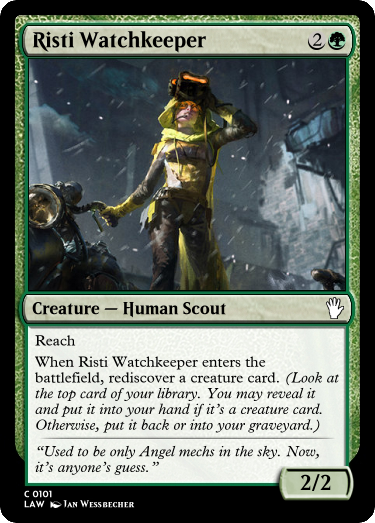 Risti Watchkeeper 2
Creature — Human Scout
Reach
When Risti Watchkeeper enters the
battlefield, rediscover a creature card. (Look at
the top card of your library. You may reveal it
and put it into your hand if it's a creature card.
Otherwise, put it back or into your graveyard.)
“Used to be only Angel mechs in the sky. Now,
it's anyone's guess.”
2/2
C 0101
LAW Ian Wessbecher